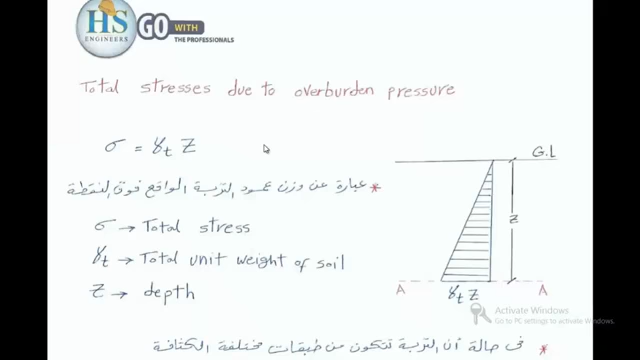 HS
ENGINEERS
GO WITH
THE PROFESSIONALS
Total stresses due to overburden pressure
σ = γt Z
G.L
* عبارة عن وزن عمود التربة الواقع فوق النقطة
σ → Total stress
Z
γt → Total unit weight of soil
Z → depth
A γt Z A
Activate Windows
Go to PC settings to activate Windows.
* فى حالة أن التربة تتكون من طبقات مختلفة الكثافة